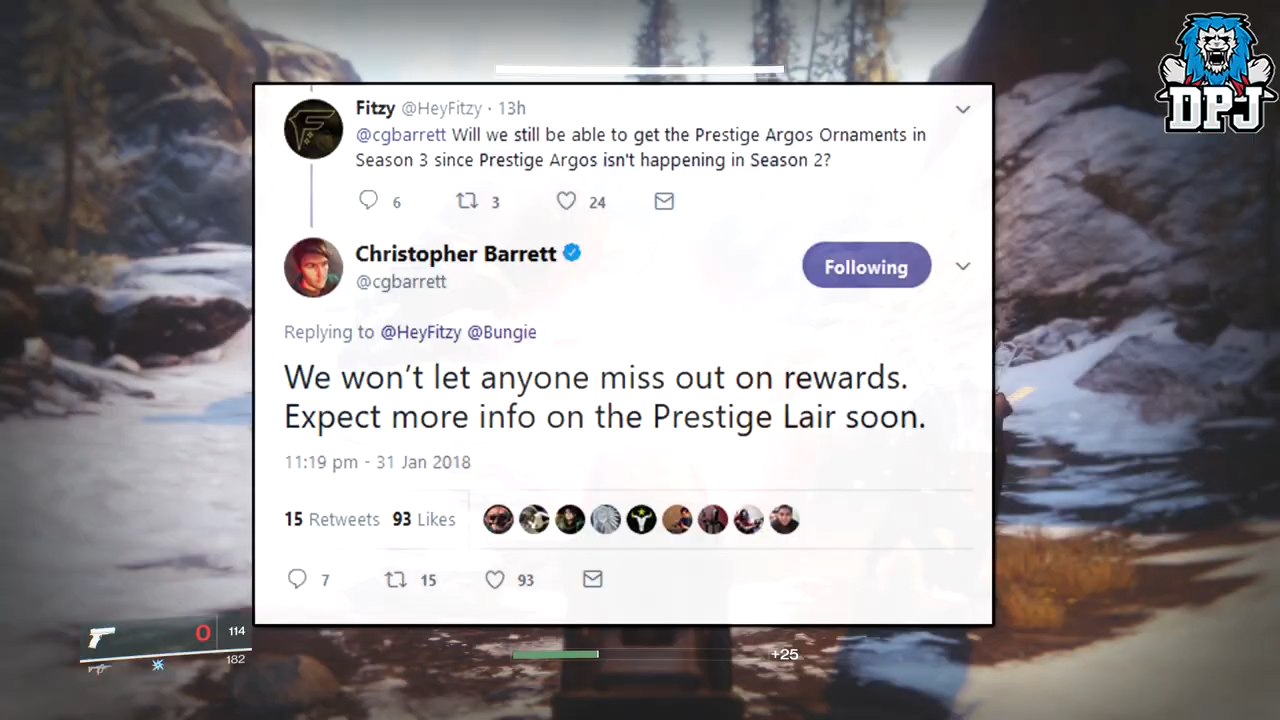 DPJ
Fitzy @HeyFitzy · 13h
@cgbarrett Will we still be able to get the Prestige Argos Ornaments in
Season 3 since Prestige Argos isn't happening in Season 2?
6 3 24
Christopher Barrett
@cgbarrett
Following
Replying to @HeyFitzy @Bungie
We won’t let anyone miss out on rewards.
Expect more info on the Prestige Lair soon.
11:19 pm - 31 Jan 2018
15 Retweets 93 Likes
7 15 93
0 114
182
+25